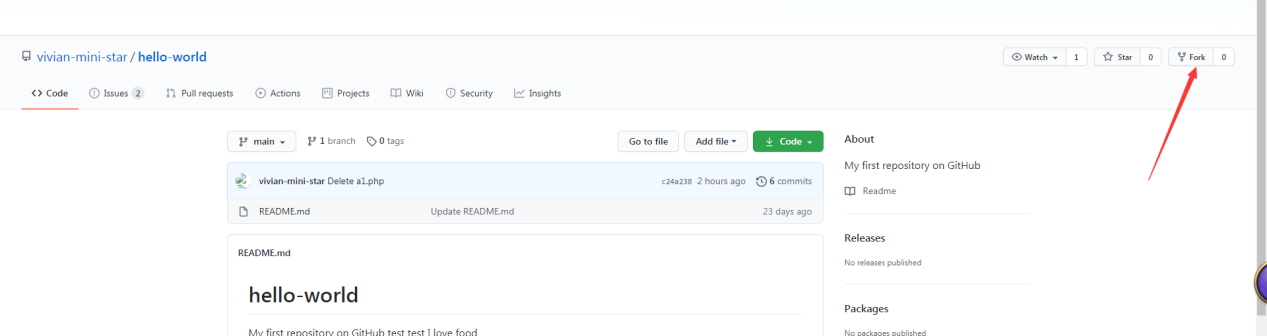 vivian-mini-star / hello-world
Watch 1 Star 0 Fork 0
Code Issues 2 Pull requests Actions Projects Wiki Security Insights
main 1 branch 0 tags Go to file Add file Code
vivian-mini-star Delete a1.php c24a238 2 hours ago 6 commits
README.md Update README.md 23 days ago
README.md
hello-world
My first repository on GitHub test test I love food
About
My first repository on GitHub
Readme
Releases
No releases published
Packages
No packages published